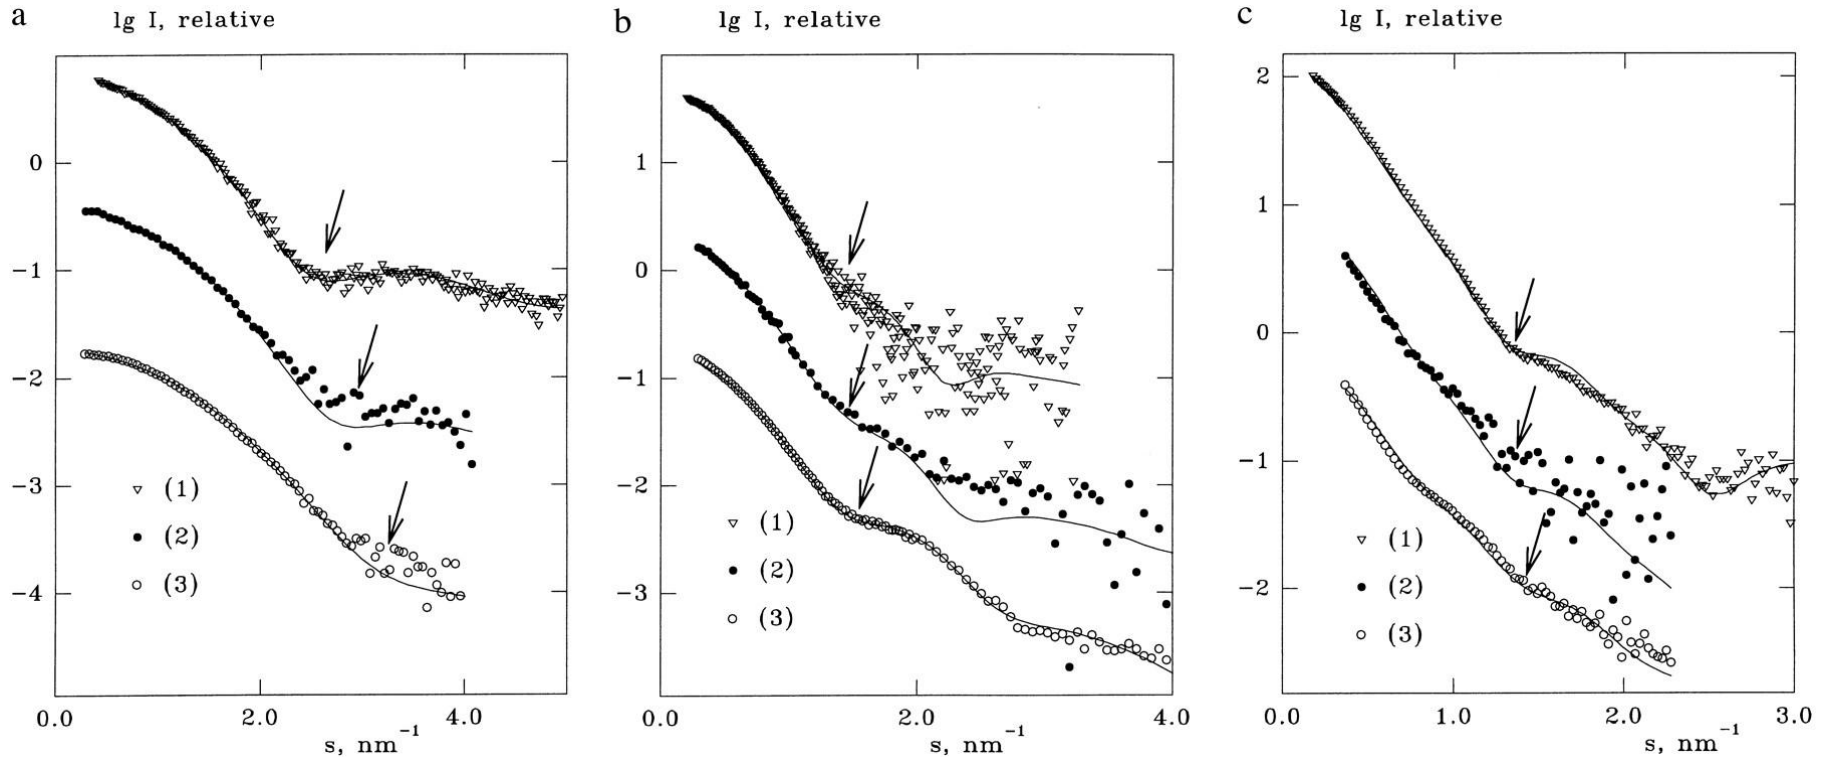 a
lg I, relative
0
−1
−2
−3
−4
(1)
(2)
(3)
0.0 2.0 4.0
s, nm⁻¹
b
lg I, relative
1
0
−1
−2
−3
(1)
(2)
(3)
0.0 2.0 4.0
s, nm⁻¹
c
lg I, relative
2
1
0
−1
−2
(1)
(2)
(3)
0.0 1.0 2.0 3.0
s, nm⁻¹